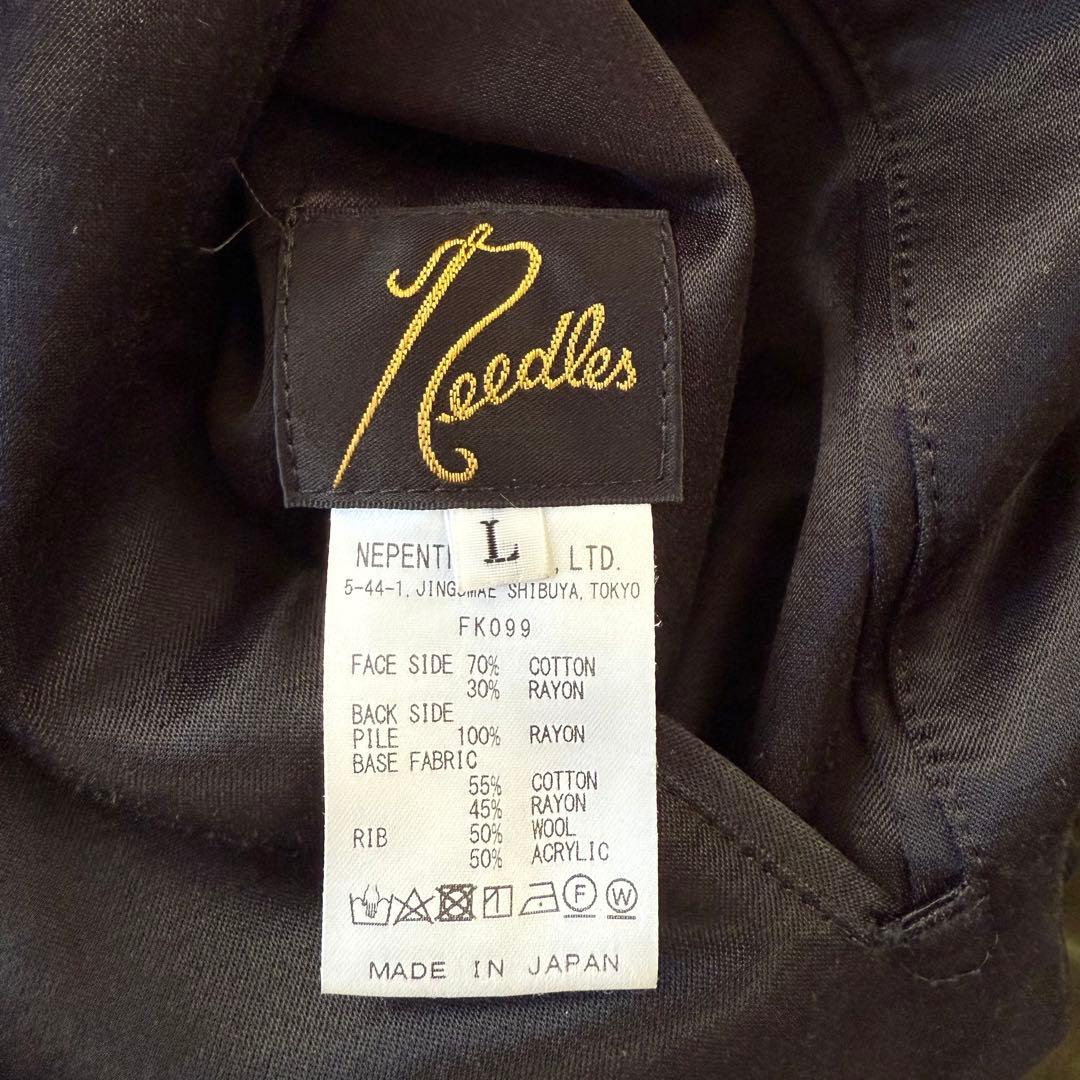 Needles
L
NEPENT , LTD.
5-44-1, JINGUMAE SHIBUYA, TOKYO
FK099
FACE SIDE 70% COTTON
30% RAYON
BACK SIDE
PILE 100% RAYON
BASE FABRIC
55% COTTON
45% RAYON
RIB 50% WOOL
50% ACRYLIC
F W
MADE IN JAPAN